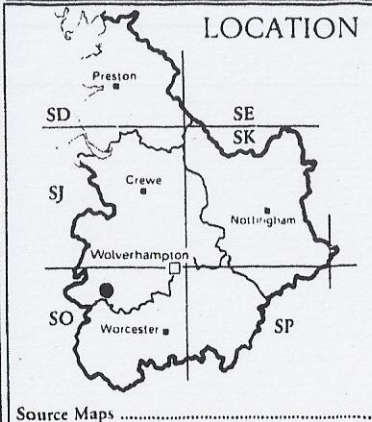 LOCATION
Preston
SD SE
SK
SJ
Crewe
Nottingham
Wolverhampton
SO
Worcester
SP
Source Maps ........................................